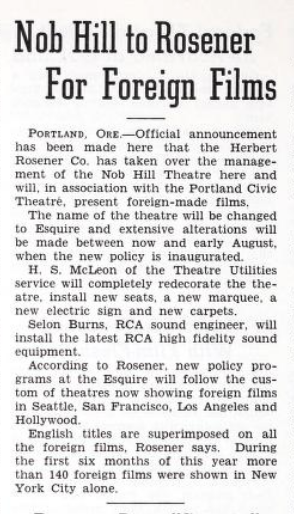 Nob Hill to Rosener
For Foreign Films
PORTLAND, ORE.—Official announcement
has been made here that the Herbert
Rosener Co. has taken over the manage-
ment of the Nob Hill Theatre here and
will, in association with the Portland Civic
Theatre, present foreign-made films.
The name of the theatre will be changed
to Esquire and extensive alterations will
be made between now and early August,
when the new policy is inaugurated.
H. S. McLeon of the Theatre Utilities
service will completely redecorate the the-
atre, install new seats, a new marquee, a
new electric sign and new carpets.
Selon Burns, RCA sound engineer, will
install the latest RCA high fidelity sound
equipment.
According to Rosener, new policy pro-
grams at the Esquire will follow the cus-
tom of theatres now showing foreign films
in Seattle, San Francisco, Los Angeles and
Hollywood.
English titles are superimposed on all
the foreign films, Rosener says. During
the first six months of this year more
than 140 foreign films were shown in New
York City alone.